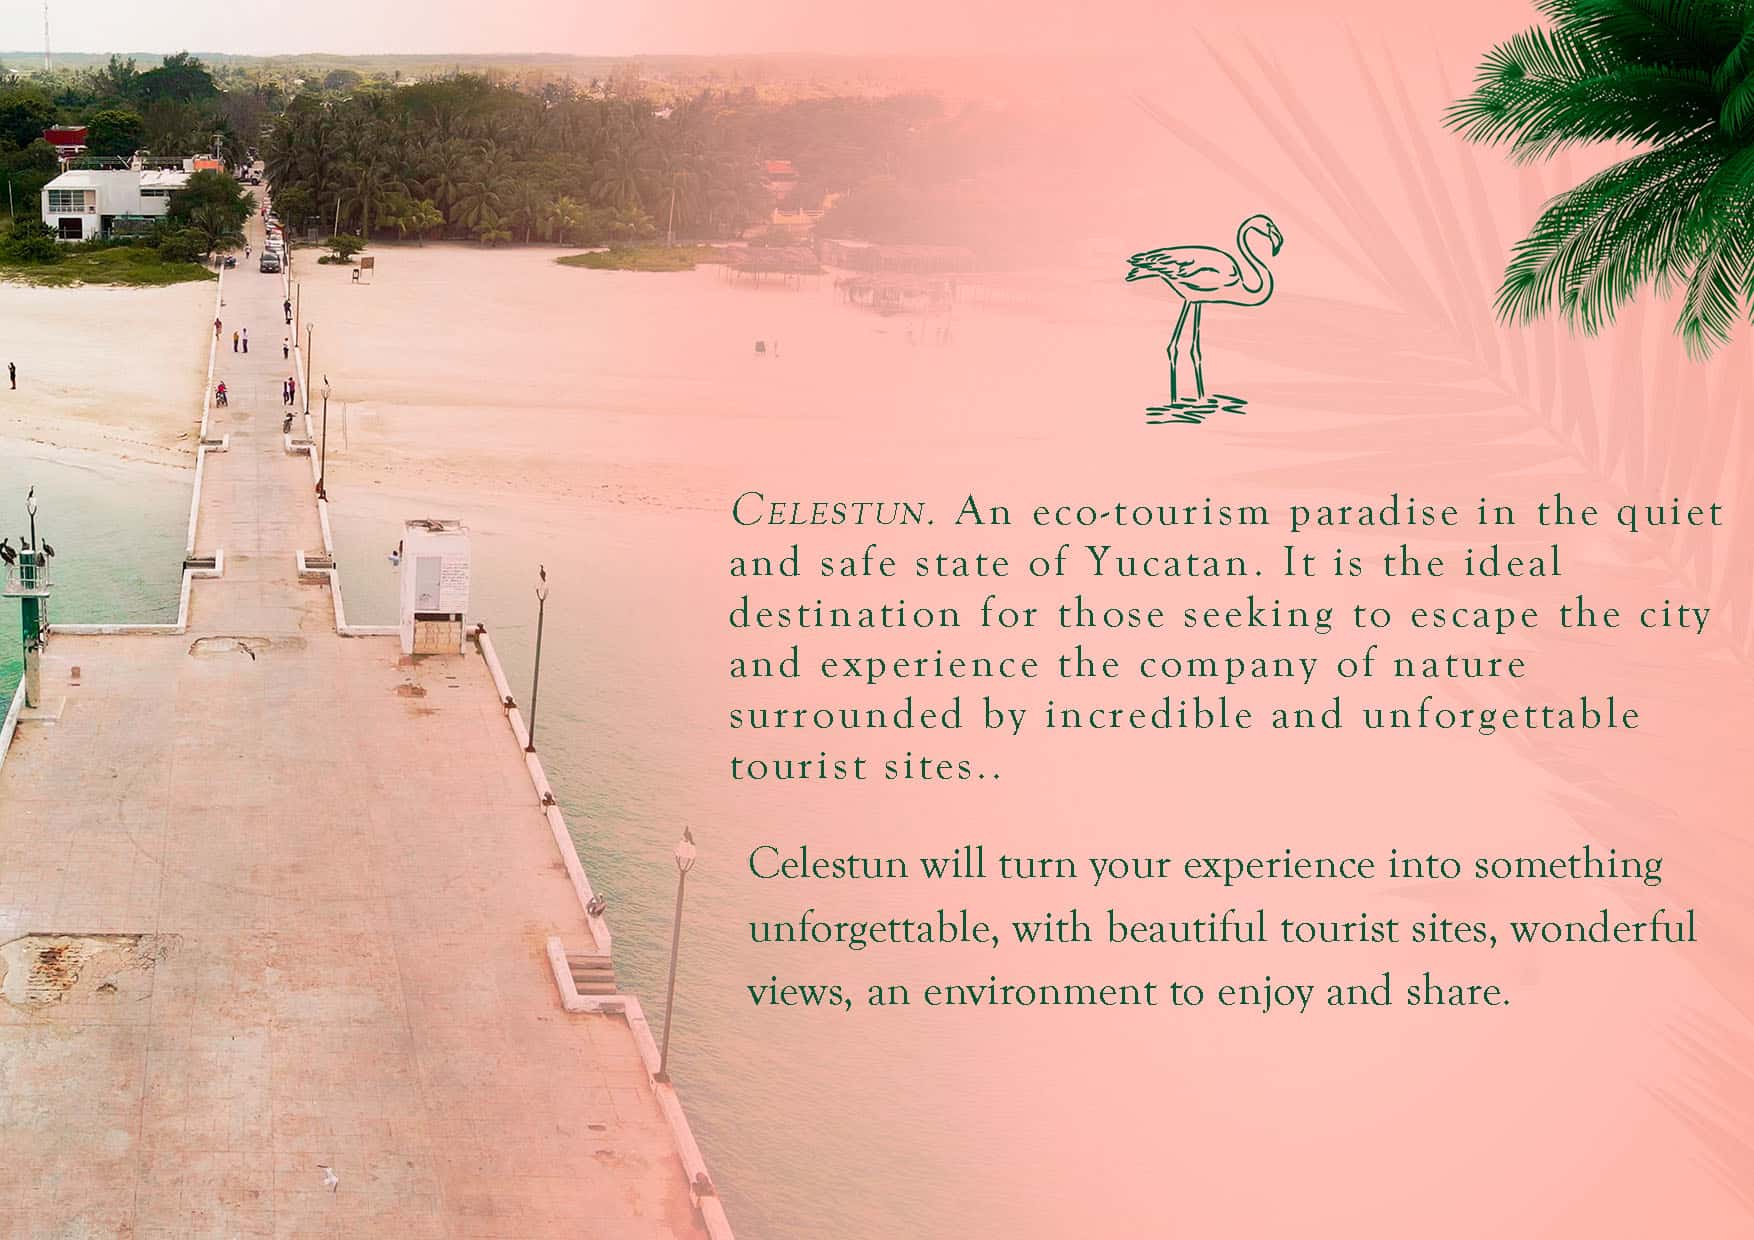 CELESTUN. An eco-tourism paradise in the quiet
and safe state of Yucatan. It is the ideal
destination for those seeking to escape the city
and experience the company of nature
surrounded by incredible and unforgettable
tourist sites..
Celestun will turn your experience into something
unforgettable, with beautiful tourist sites, wonderful
views, an environment to enjoy and share.